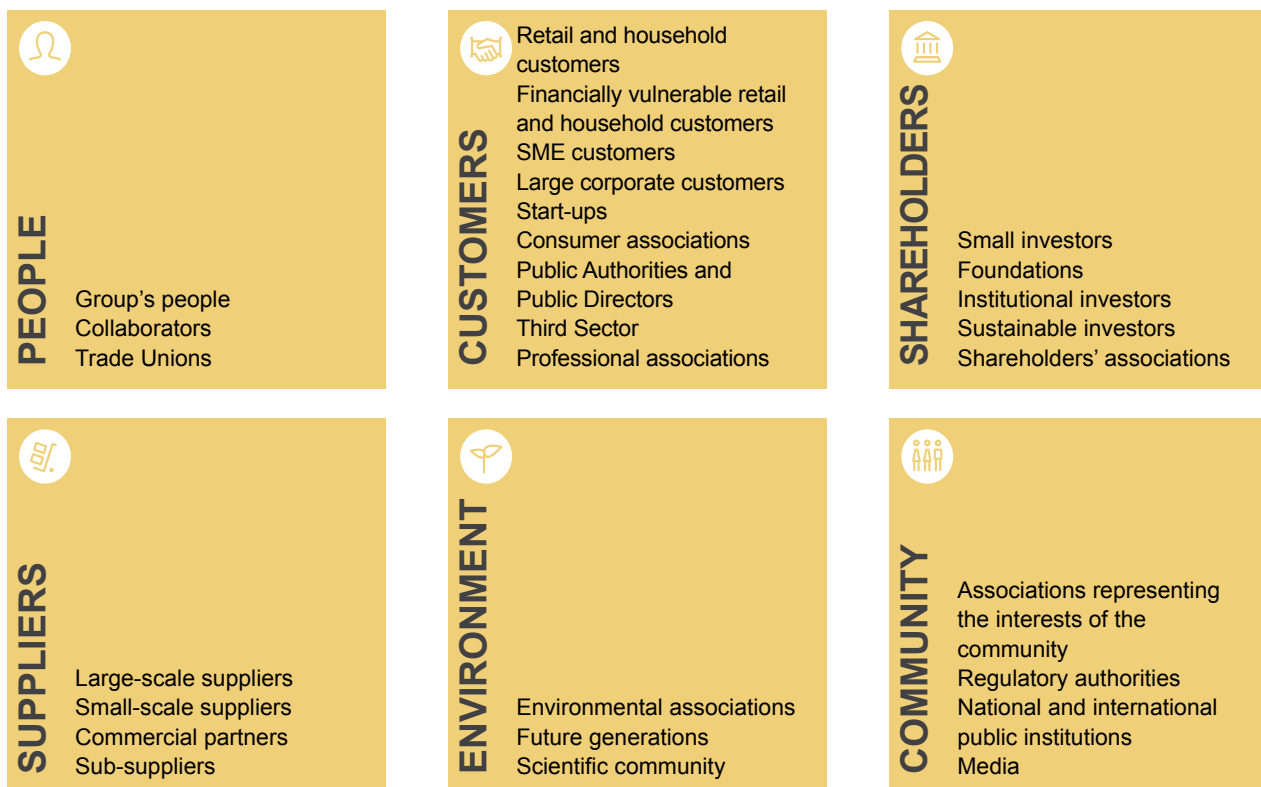 PEOPLE
Group’s people
Collaborators
Trade Unions
CUSTOMERS
Retail and household
customers
Financially vulnerable retail
and household customers
SME customers
Large corporate customers
Start-ups
Consumer associations
Public Authorities and
Public Directors
Third Sector
Professional associations
SHAREHOLDERS
Small investors
Foundations
Institutional investors
Sustainable investors
Shareholders’ associations
SUPPLIERS
Large-scale suppliers
Small-scale suppliers
Commercial partners
Sub-suppliers
ENVIRONMENT
Environmental associations
Future generations
Scientific community
COMMUNITY
Associations representing
the interests of the
community
Regulatory authorities
National and international
public institutions
Media